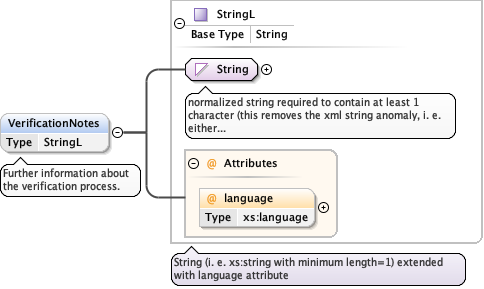 StringL
Base Type String
String
normalized string required to contain at least 1
character (this removes the xml string anomaly, i. e.
either...
VerificationNotes
Type StringL
Further information about
the verification process.
@ Attributes
@ language
Type xs:language
String (i. e. xs:string with minimum length=1) extended
with language attribute